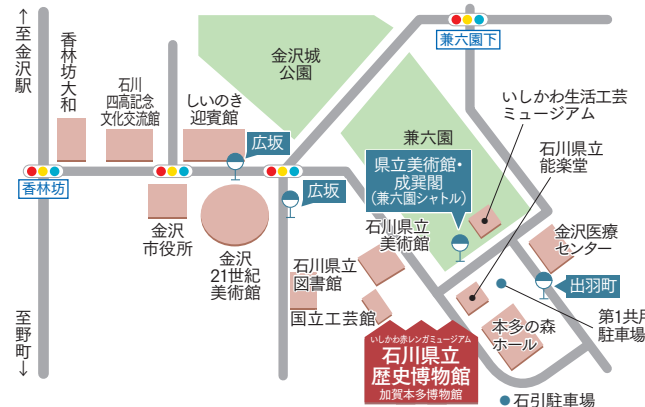 ←至金沢駅
香林坊大和
石川
四高記念
文化交流館
しいのき
迎賓館
金沢城
公園
兼六園下
いしかわ生活工芸
ミュージアム
兼六園
石川県立
能楽堂
広坂
県立美術館・
成巽閣
(兼六園シャトル)
香林坊
広坂
金沢
市役所
金沢
21世紀
美術館
石川県立
美術館
金沢医療
センター
石川県立
図書館
出羽町
国立工芸館
第1共用
駐車場
本多の森
ホール
至野町→
いしかわ赤レンガミュージアム
石川県立
歴史博物館
加賀本多博物館
石引駐車場